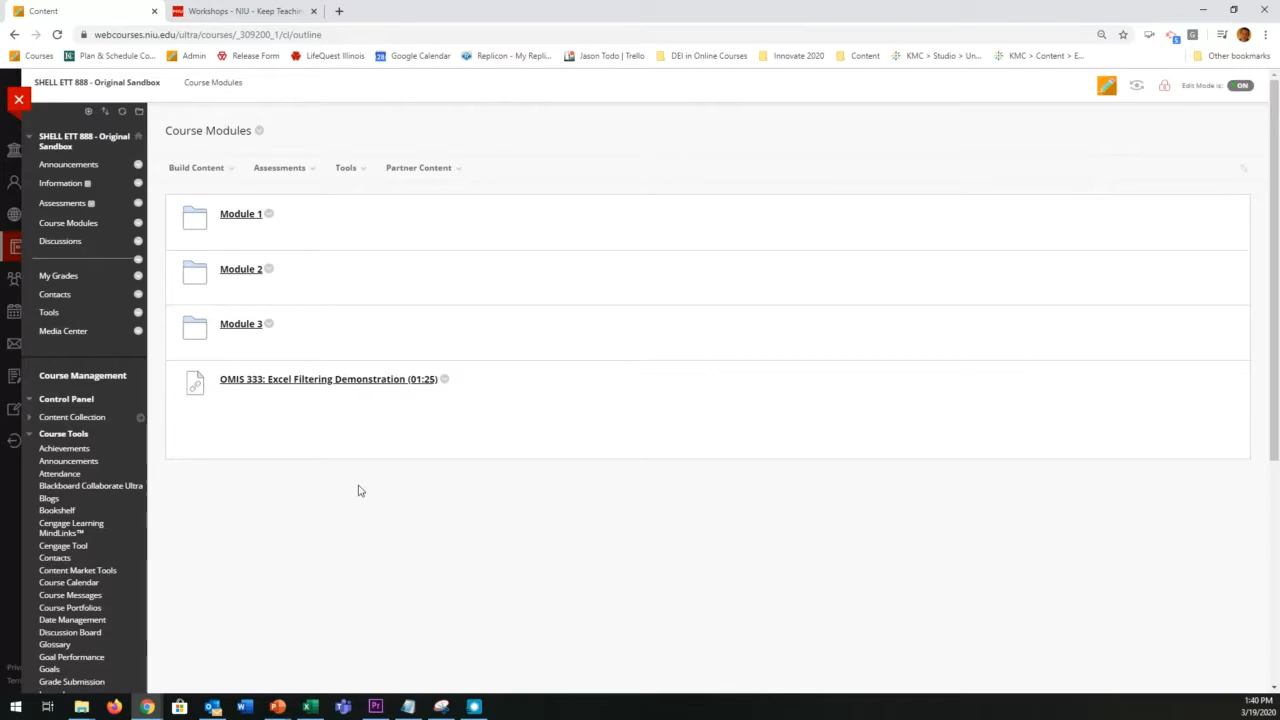 Content
Workshops - NIU - Keep Teachin
webcourses.niu.edu/ultra/courses/_309200_1/cl/outline
Courses
Plan & Schedule Co...
Admin
LifeQuest Illinois
Google Calendar
Replicon - My Repli...
Jason Todo | Trello
DEI in Online Courses
Innovate 2020
Content
KMC > Studio > Un...
KMC > Content > E...
Other bookmarks
SHELL ETT 888 - Original Sandbox
Course Modules
Edit Mode is:
ON
SHELL ETT 888 - Original
Sandbox
Announcements
Information
Assessments
Course Modules
Discussions
My Grades
Contacts
Tools
Media Center
Course Management
Control Panel
Content Collection
Course Tools
Achievements
Announcements
Attendance
Blackboard Collaborate Ultra
Blogs
Bookshelf
Cengage Learning
MindLinks™
Cengage Tool
Contacts
Content Market Tools
Course Calendar
Course Messages
Course Portfolios
Date Management
Discussion Board
Glossary
Goal Performance
Goals
Grade Submission
Course Modules
Build Content
Assessments
Tools
Partner Content
Module 1
Module 2
Module 3
OMIS 333: Excel Filtering Demonstration (01:25)
1:40 PM
3/19/2020